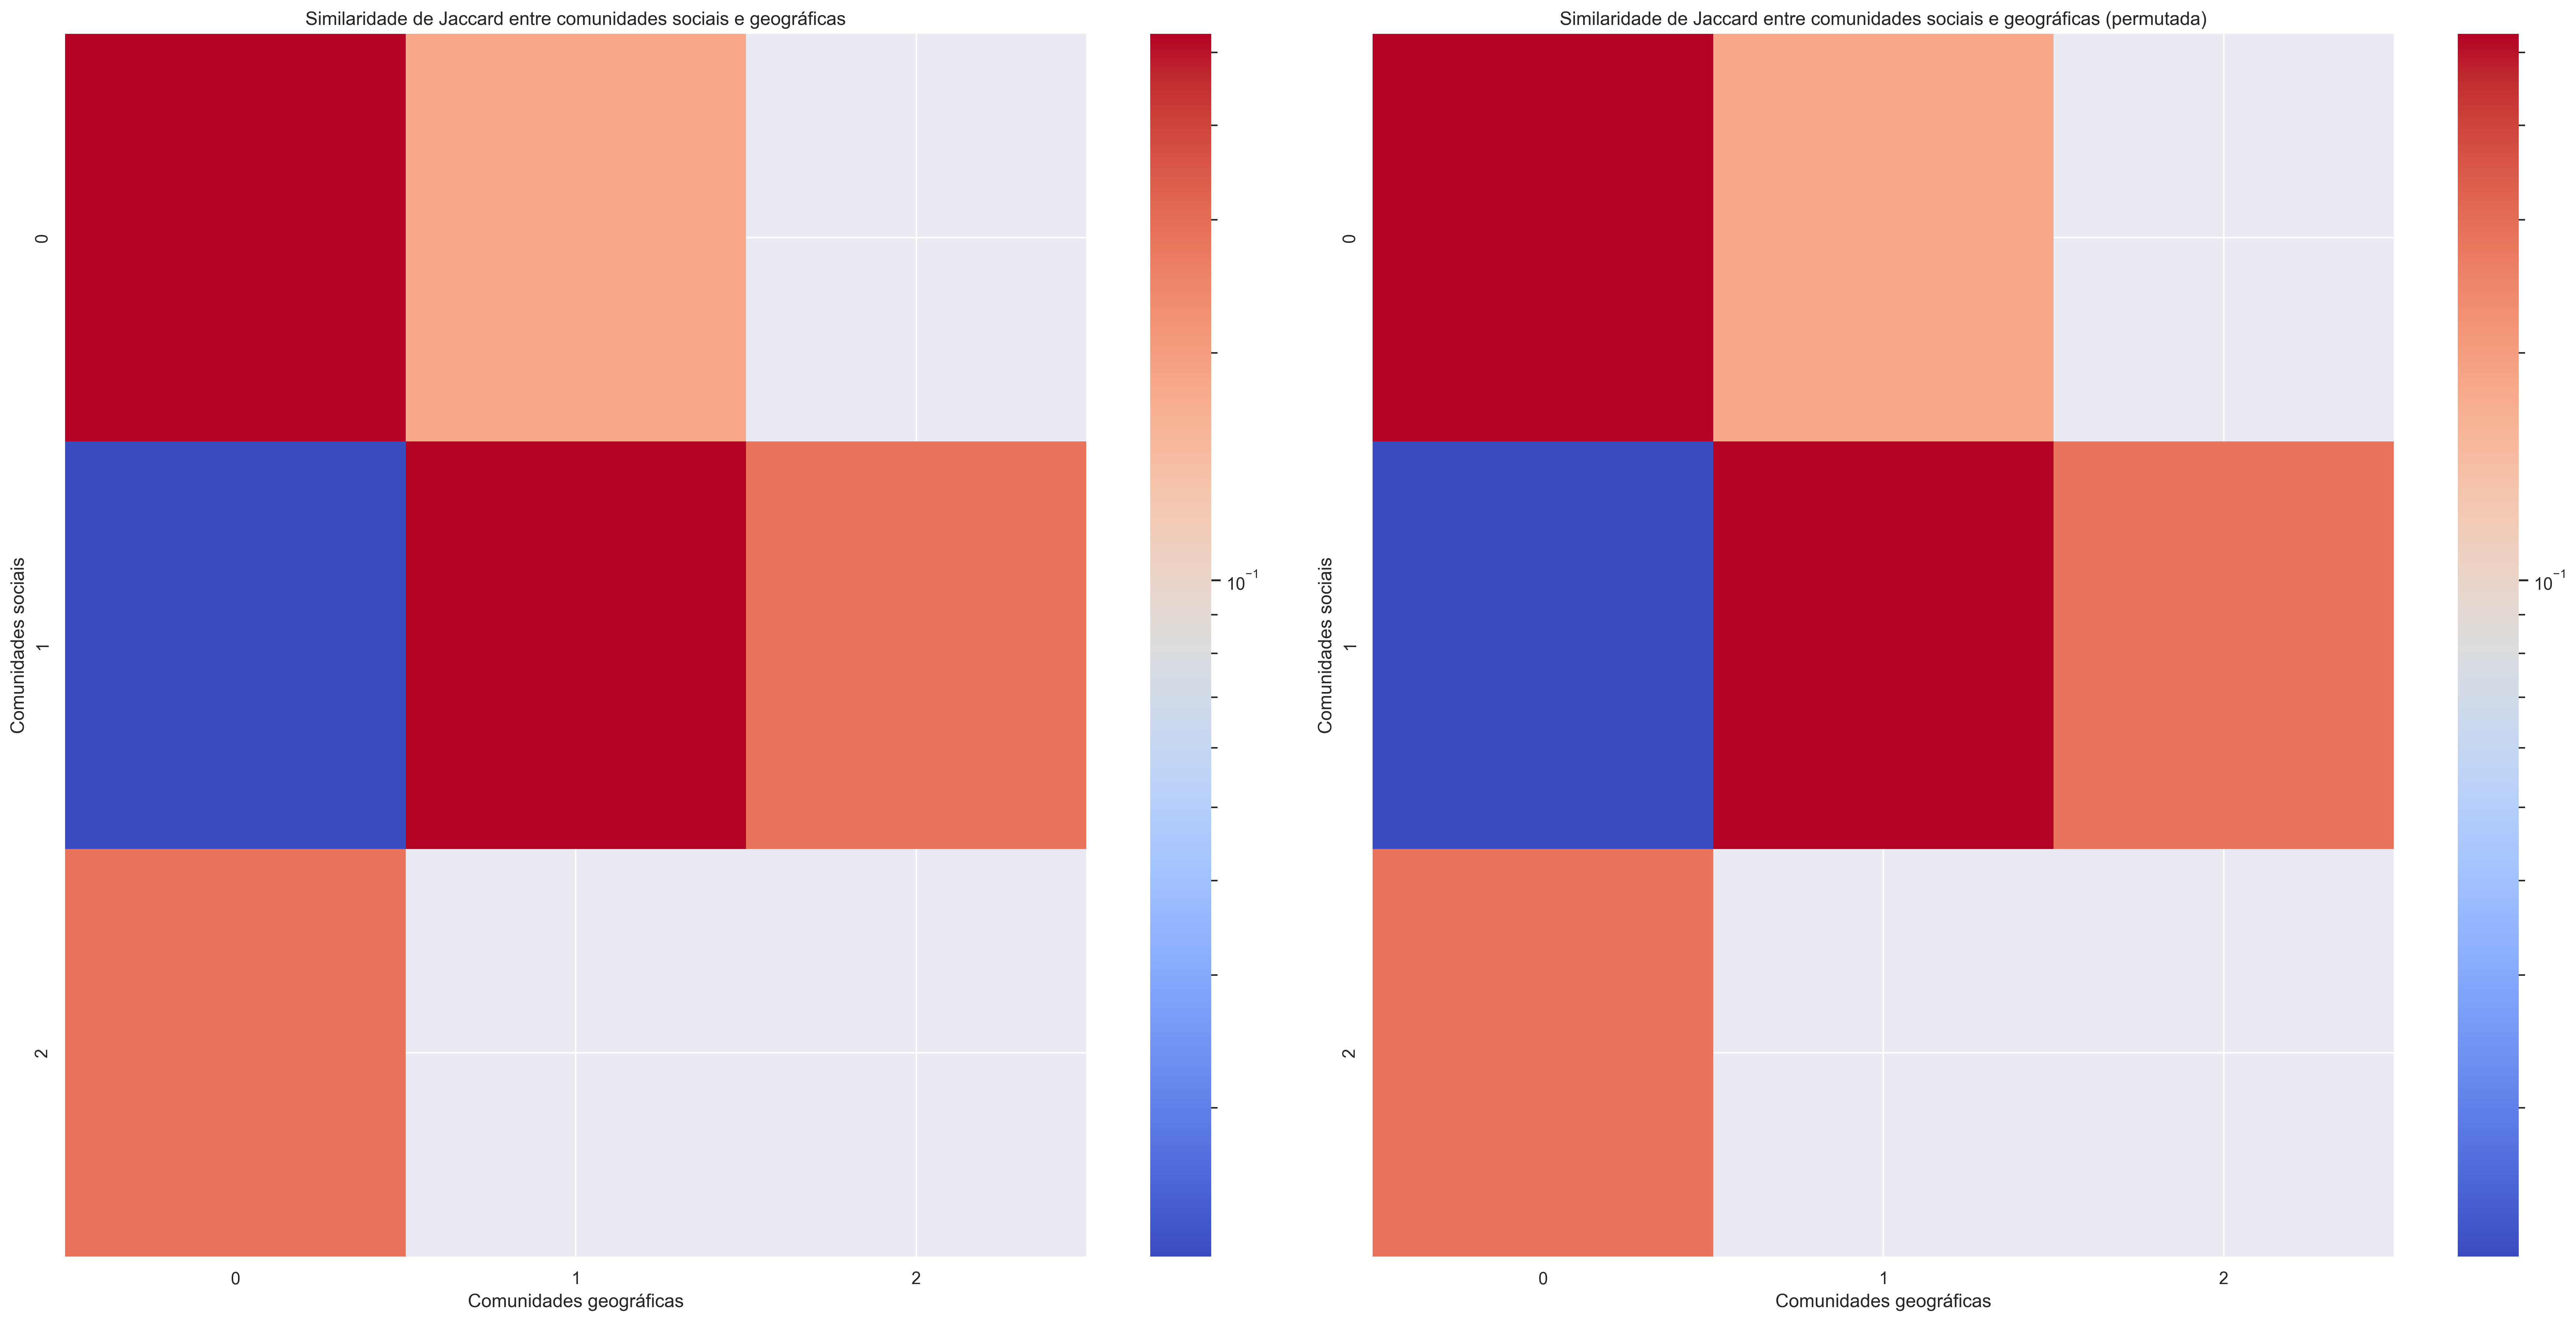 Similaridade de Jaccard entre comunidades sociais e geográficas
Comunidades sociais
0
1
2
0 1 2
Comunidades geográficas
10⁻¹
Similaridade de Jaccard entre comunidades sociais e geográficas (permutada)
Comunidades sociais
0
1
2
0 1 2
Comunidades geográficas
10⁻¹